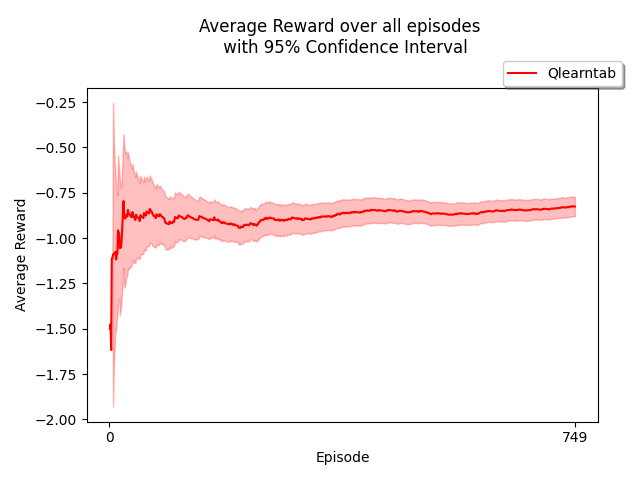 Average Reward over all episodes
with 95% Confidence Interval
Qlearntab
−0.25
−0.50
−0.75
−1.00
−1.25
−1.50
−1.75
−2.00
Average Reward
0
749
Episode